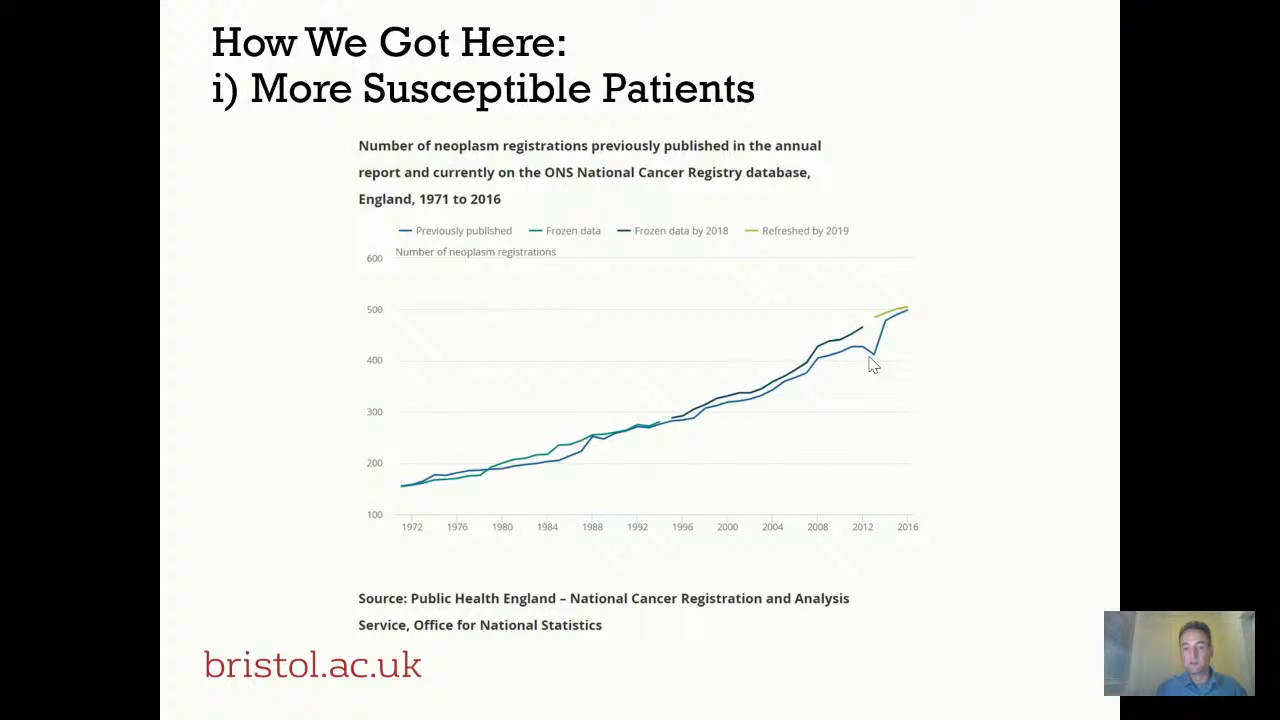 How We Got Here:
i) More Susceptible Patients
Number of neoplasm registrations previously published in the annual
report and currently on the ONS National Cancer Registry database,
England, 1971 to 2016
Previously published Frozen data Frozen data by 2018 Refreshed by 2019
Number of neoplasm registrations
600
500
400
300
200
100
1972 1976 1980 1984 1988 1992 1996 2000 2004 2008 2012 2016
Source: Public Health England – National Cancer Registration and Analysis
Service, Office for National Statistics
bristol.ac.uk